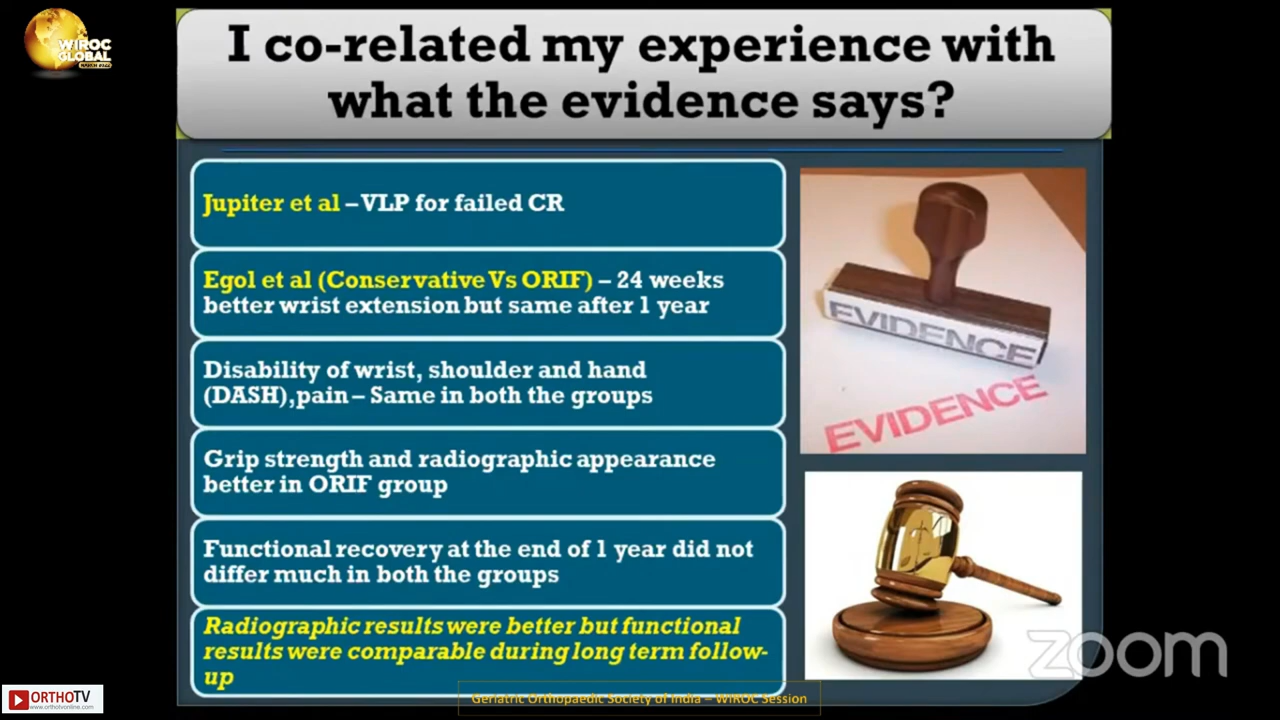 WIROC
GLOBAL
I co-related my experience with
what the evidence says?
Jupiter et al – VLP for failed CR
Egol et al (Conservative Vs ORIF) – 24 weeks
better wrist extension but same after 1 year
Disability of wrist, shoulder and hand
(DASH),pain – Same in both the groups
Grip strength and radiographic appearance
better in ORIF group
Functional recovery at the end of 1 year did not
differ much in both the groups
Radiographic results were better but functional
results were comparable during long term follow-
up
EVIDENCE
EVIDENCE
zoom
ORTHOTV
www.orthotvonline.com
Geriatric Orthopaedic Society of India – WIROC Session